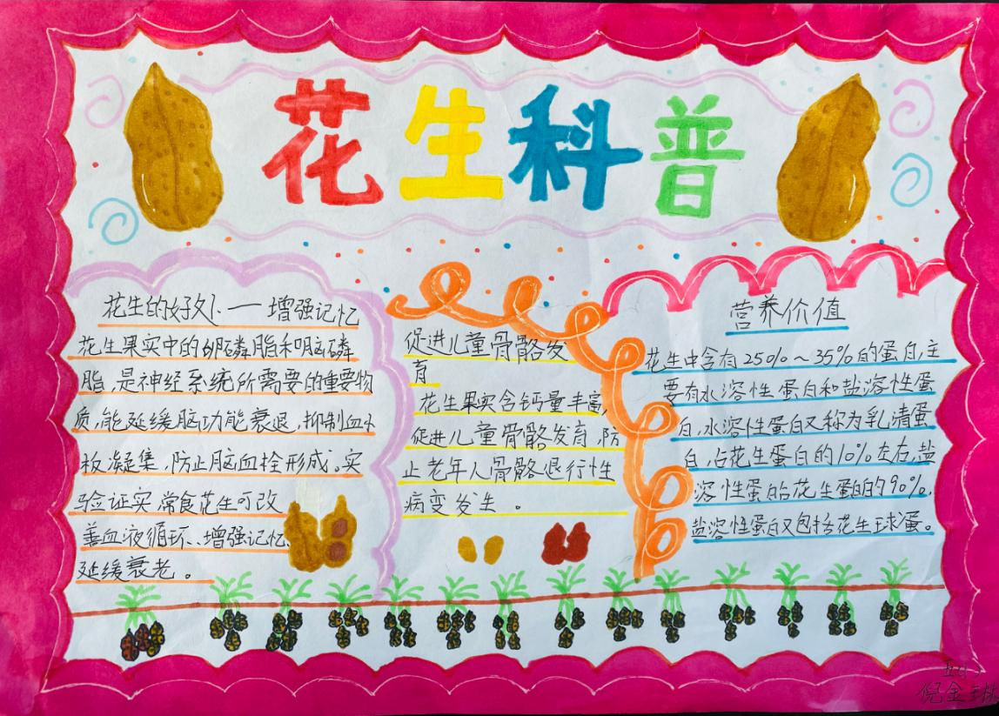 花生科普
花生的好处——增强记忆
花生果实中的卵磷脂和脑磷
脂，是神经系统所需要的重要物
质，能延缓脑功能衰退，抑制血小
板凝集，防止脑血栓形成。实
验证实，常食花生可改
善血液循环、增强记忆、
延缓衰老。
促进儿童骨骼发
育
花生果实含钙量丰富，
促进儿童骨骼发育，防
止老年人骨骼退行性
病变发生。
营养价值
花生中含有25%~35%的蛋白，主
要有水溶性蛋白和盐溶性蛋
白，水溶性蛋白又称为乳清蛋
白，占花生蛋白的10%左右，盐
溶性蛋白占花生蛋白的90%。
盐溶性蛋白又包括花生球蛋。
倪金琳